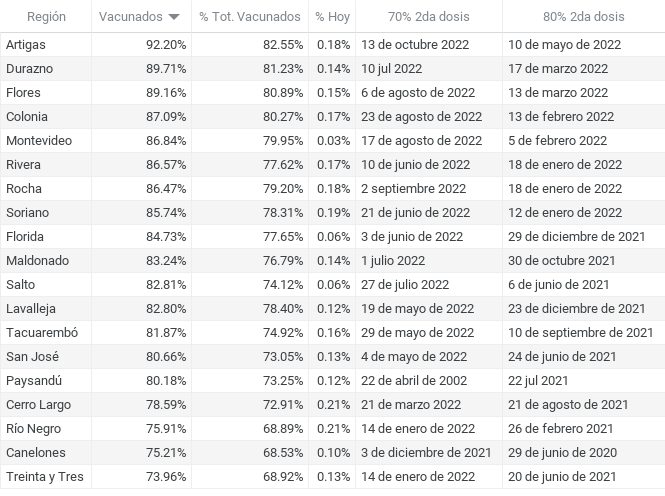 Región Vacunados % Tot. Vacunados % Hoy 70% 2da dosis 80% 2da dosis
Artigas 92.20% 82.55% 0.18% 13 de octubre 2022 10 de mayo de 2022
Durazno 89.71% 81.23% 0.14% 10 jul 2022 17 de marzo 2022
Flores 89.16% 80.89% 0.15% 6 de agosto de 2022 13 de marzo 2022
Colonia 87.09% 80.27% 0.17% 23 de agosto de 2022 13 de febrero 2022
Montevideo 86.84% 79.95% 0.03% 17 de agosto de 2022 5 de febrero 2022
Rivera 86.57% 77.62% 0.17% 10 de junio de 2022 18 de enero de 2022
Rocha 86.47% 79.20% 0.18% 2 septiembre 2022 18 de enero de 2022
Soriano 85.74% 78.31% 0.19% 21 de junio de 2022 12 de enero de 2022
Florida 84.73% 77.65% 0.06% 3 de junio de 2022 29 de diciembre de 2021
Maldonado 83.24% 76.79% 0.14% 1 julio 2022 30 de octubre 2021
Salto 82.81% 74.12% 0.06% 27 de julio de 2022 6 de junio de 2021
Lavalleja 82.80% 78.40% 0.12% 19 de mayo de 2022 23 de diciembre de 2021
Tacuarembó 81.87% 74.92% 0.16% 29 de mayo de 2022 10 de septiembre de 2021
San José 80.66% 73.05% 0.13% 4 de mayo de 2022 24 de junio de 2021
Paysandú 80.18% 73.25% 0.12% 22 de abril de 2002 22 jul 2021
Cerro Largo 78.59% 72.91% 0.21% 21 de marzo 2022 21 de agosto de 2021
Río Negro 75.91% 68.89% 0.21% 14 de enero de 2022 26 de febrero 2021
Canelones 75.21% 68.53% 0.10% 3 de diciembre de 2021 29 de junio de 2020
Treinta y Tres 73.96% 68.92% 0.13% 14 de enero de 2022 20 de junio de 2021